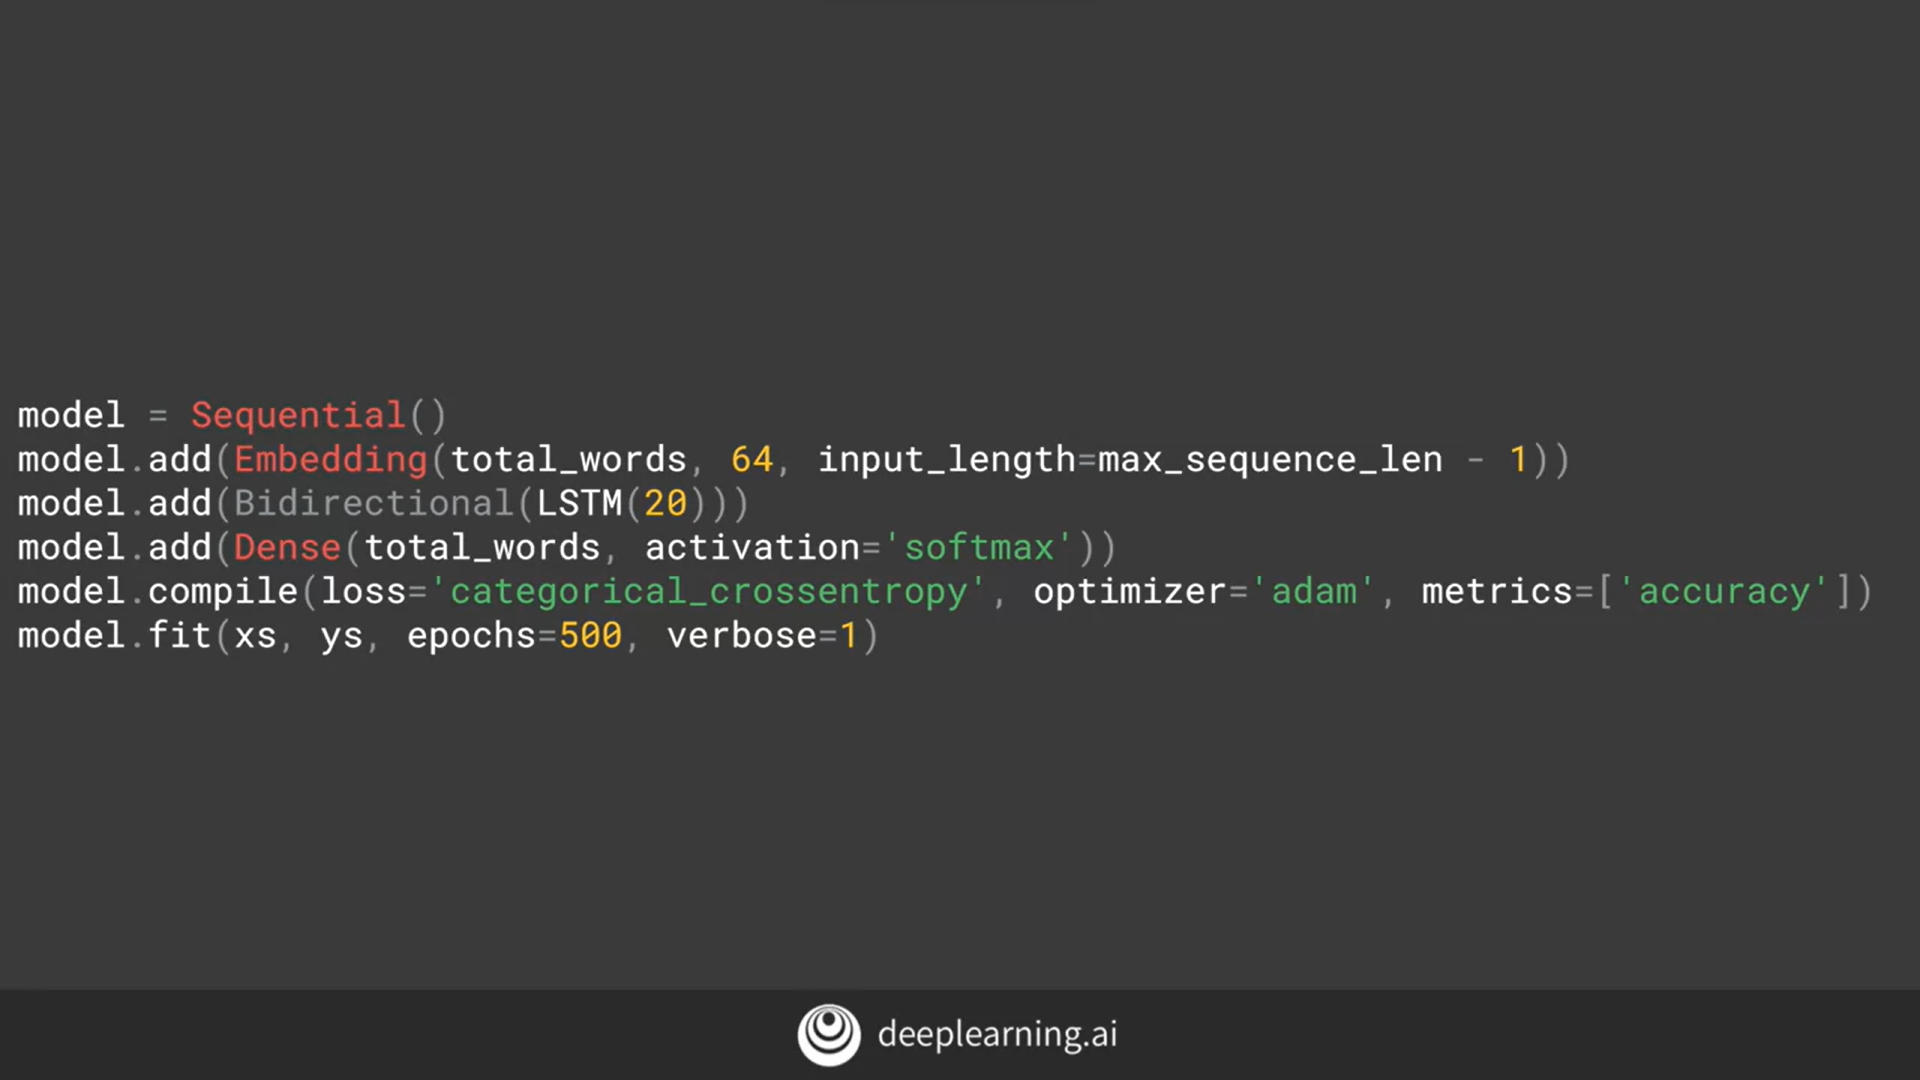 model = Sequential()
model.add(Embedding(total_words, 64, input_length=max_sequence_len - 1))
model.add(Bidirectional(LSTM(20)))
model.add(Dense(total_words, activation='softmax'))
model.compile(loss='categorical_crossentropy', optimizer='adam', metrics=['accuracy'])
model.fit(xs, ys, epochs=500, verbose=1)
deeplearning.ai